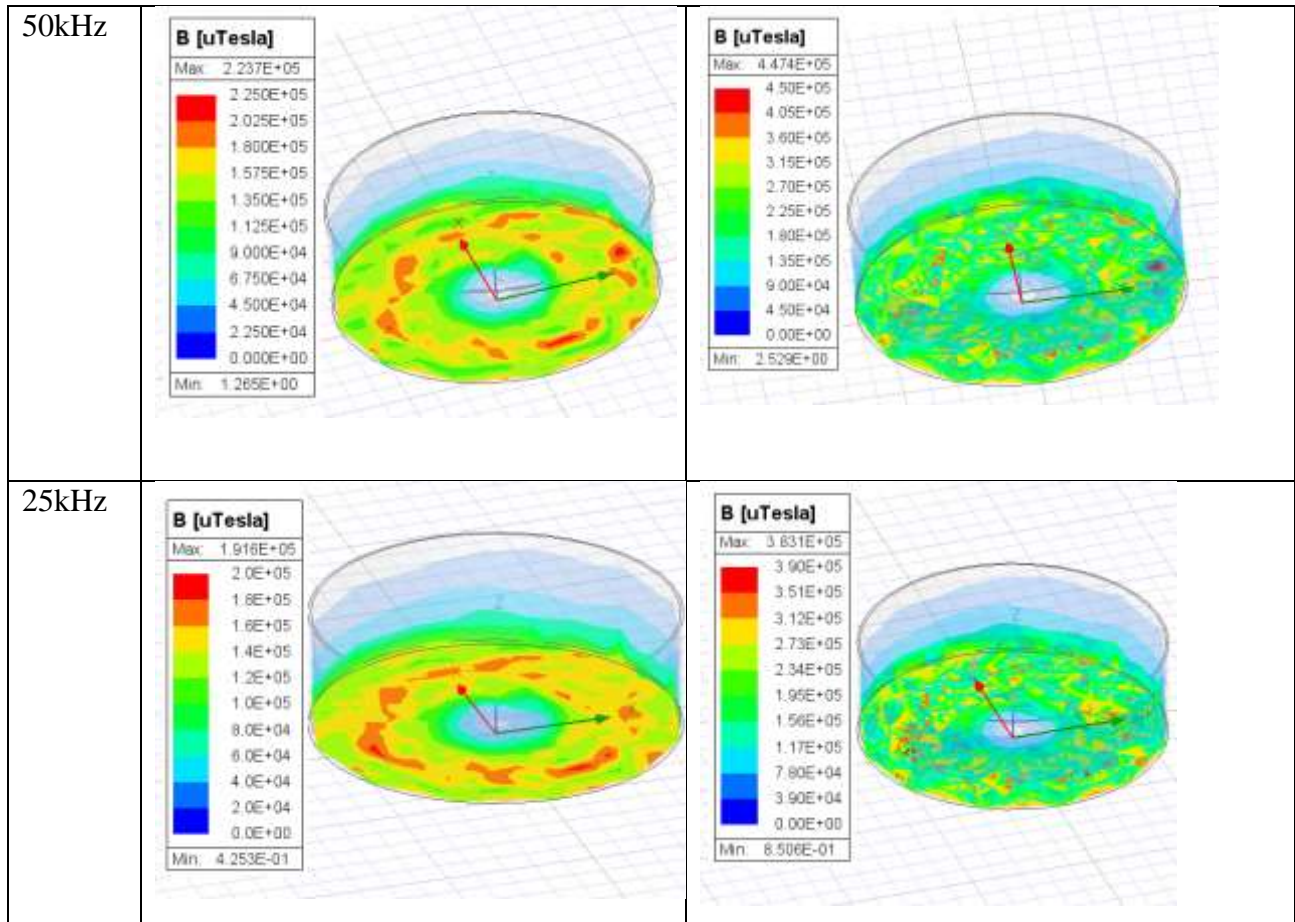 50kHz
B [uTesla]
Max: 2.237E+05
2.250E+05
2.025E+05
1.800E+05
1.575E+05
1.350E+05
1.125E+05
9.000E+04
6.750E+04
4.500E+04
2.250E+04
0.000E+00
Min: 1.265E+00
B [uTesla]
Max: 4.474E+05
4.50E+05
4.05E+05
3.60E+05
3.15E+05
2.70E+05
2.25E+05
1.80E+05
1.35E+05
9.00E+04
4.50E+04
0.00E+00
Min: 2.529E+00
25kHz
B [uTesla]
Max: 1.916E+05
2.0E+05
1.8E+05
1.6E+05
1.4E+05
1.2E+05
1.0E+05
8.0E+04
6.0E+04
4.0E+04
2.0E+04
0.0E+00
Min: 4.253E-01
Z
B [uTesla]
Max: 3.831E+05
3.90E+05
3.51E+05
3.12E+05
2.73E+05
2.34E+05
1.95E+05
1.56E+05
1.17E+05
7.80E+04
3.90E+04
0.00E+00
Min: 8.506E-01
Z